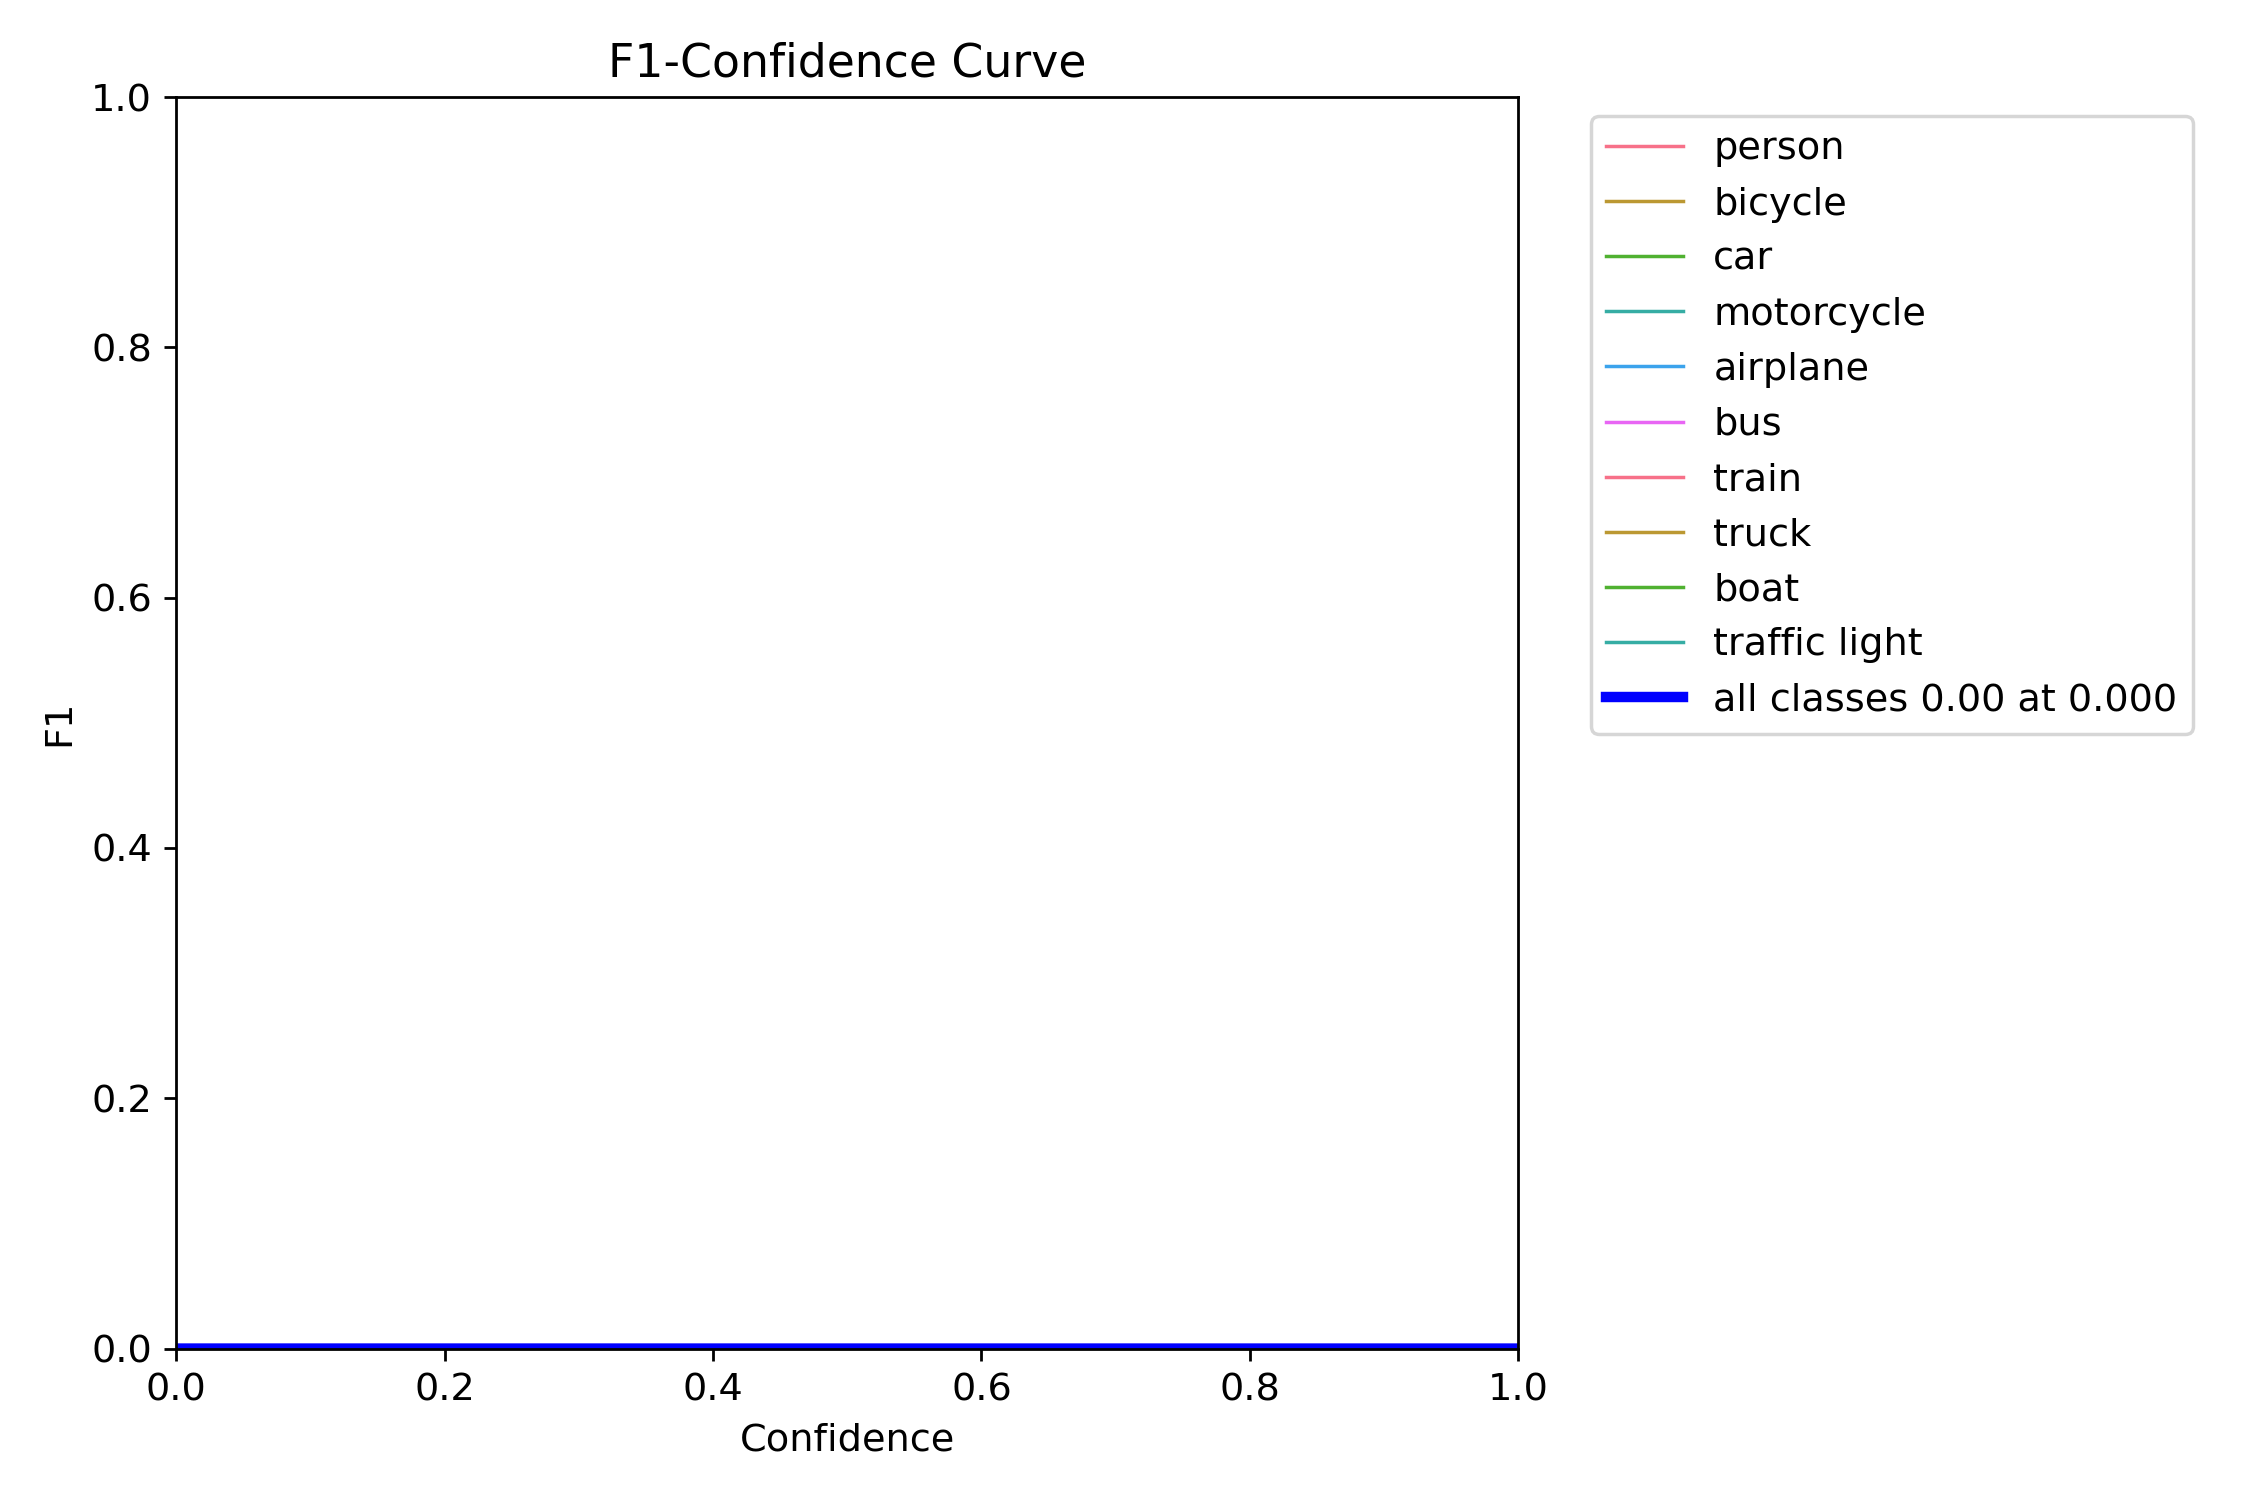 F1-Confidence Curve
1.0
0.8
0.6
0.4
0.2
0.0
F1
0.0 0.2 0.4 0.6 0.8 1.0
Confidence
person
bicycle
car
motorcycle
airplane
bus
train
truck
boat
traffic light
all classes 0.00 at 0.000